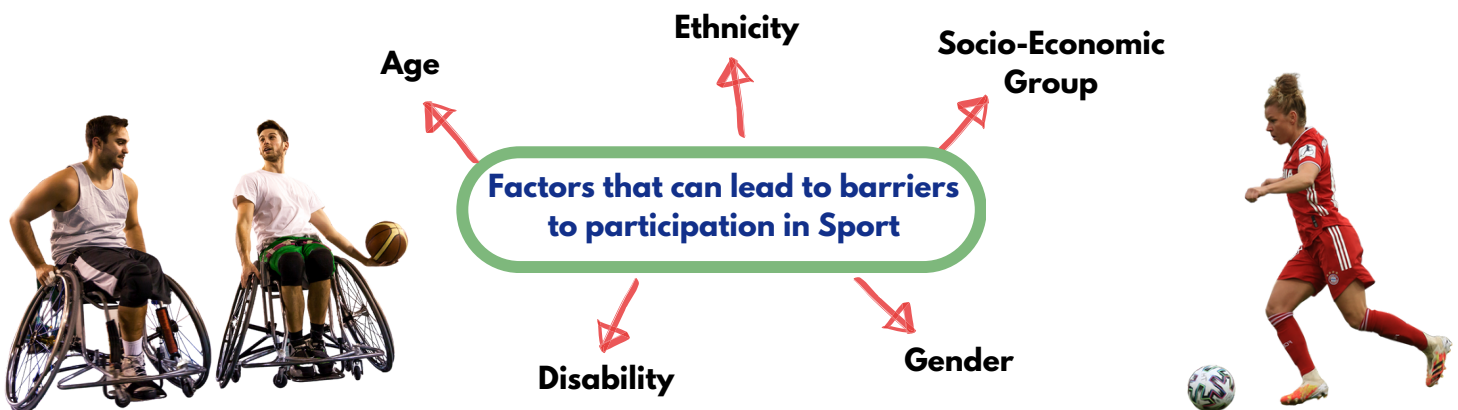 Ethnicity
Socio-Economic
Group
Age
Factors that can lead to barriers
to participation in Sport
Disability
Gender